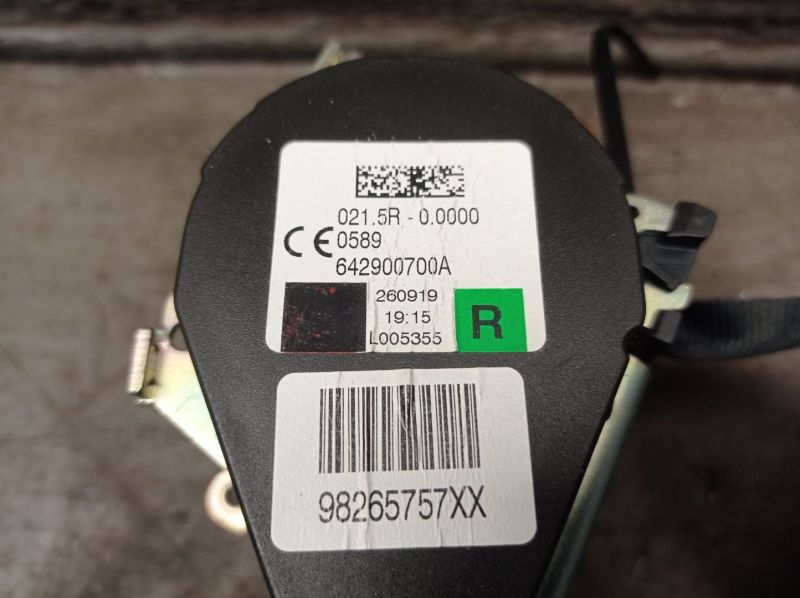 021.5R - 0.0000
CE 0589
642900700A
260919
19:15
L005355
R
98265757XX